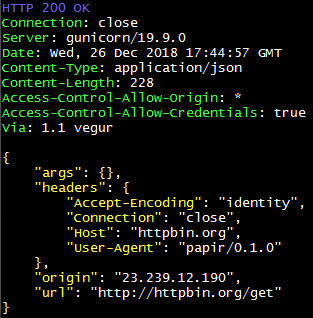 HTTP 200 OK
Connection: close
Server: gunicorn/19.9.0
Date: Wed, 26 Dec 2018 17:44:57 GMT
Content-Type: application/json
Content-Length: 228
Access-Control-Allow-Origin: *
Access-Control-Allow-Credentials: true
Via: 1.1 vegur

{
    "args": {},
    "headers": {
        "Accept-Encoding": "identity",
        "Connection": "close",
        "Host": "httpbin.org",
        "User-Agent": "papir/0.1.0"
    },
    "origin": "23.239.12.190",
    "url": "http://httpbin.org/get"
}